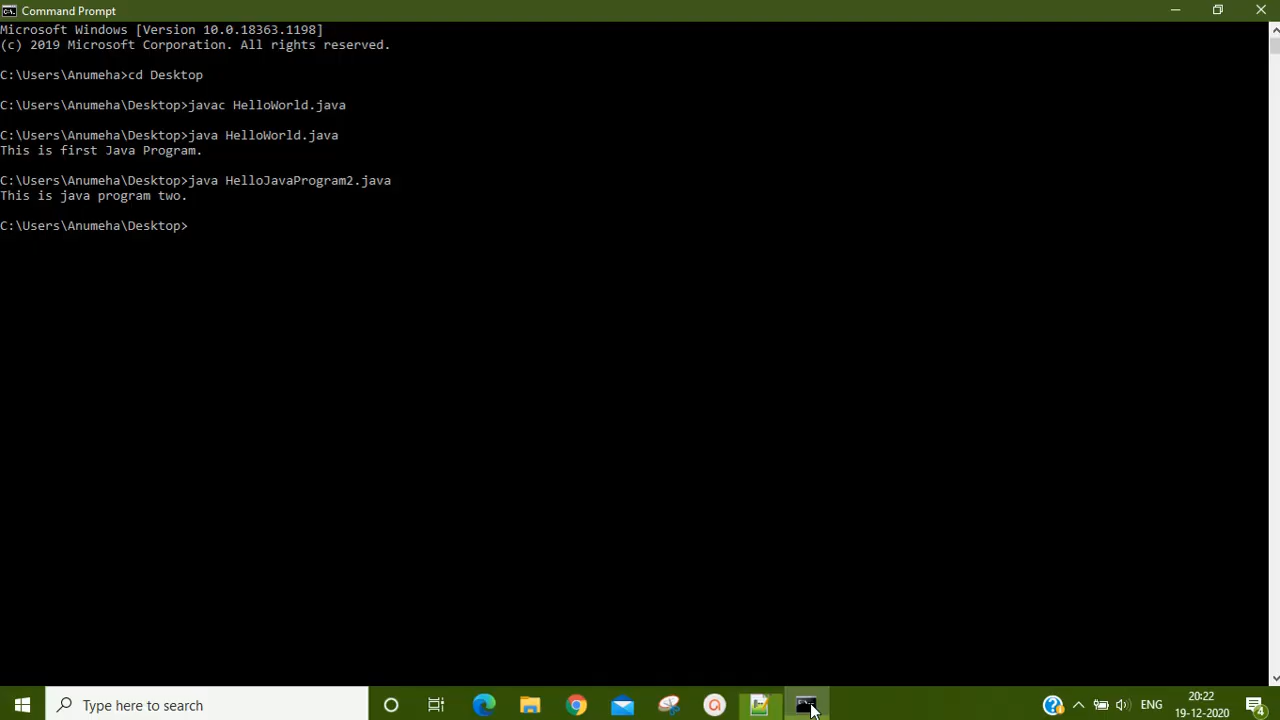 Command Prompt
Microsoft Windows [Version 10.0.18363.1198]
(c) 2019 Microsoft Corporation. All rights reserved.
C:\Users\Anumeha>cd Desktop
C:\Users\Anumeha\Desktop>javac HelloWorld.java
C:\Users\Anumeha\Desktop>java HelloWorld.java
This is first Java Program.
C:\Users\Anumeha\Desktop>java HelloJavaProgram2.java
This is java program two.
C:\Users\Anumeha\Desktop>
Type here to search
ENG
20:22
19-12-2020
4